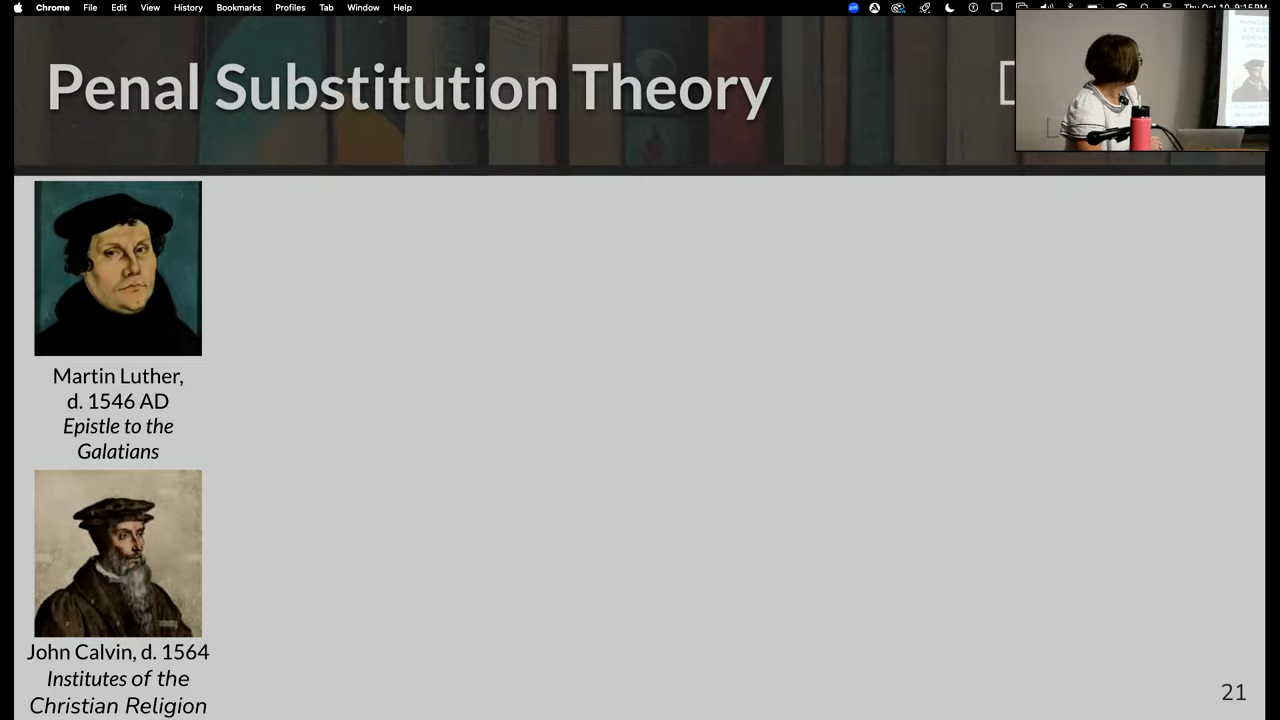 Chrome File Edit View History Bookmarks Profiles Tab Window Help
Penal Substitution Theory
Martin Luther,
d. 1546 AD
Epistle to the
Galatians
John Calvin, d. 1564
Institutes of the
Christian Religion
21